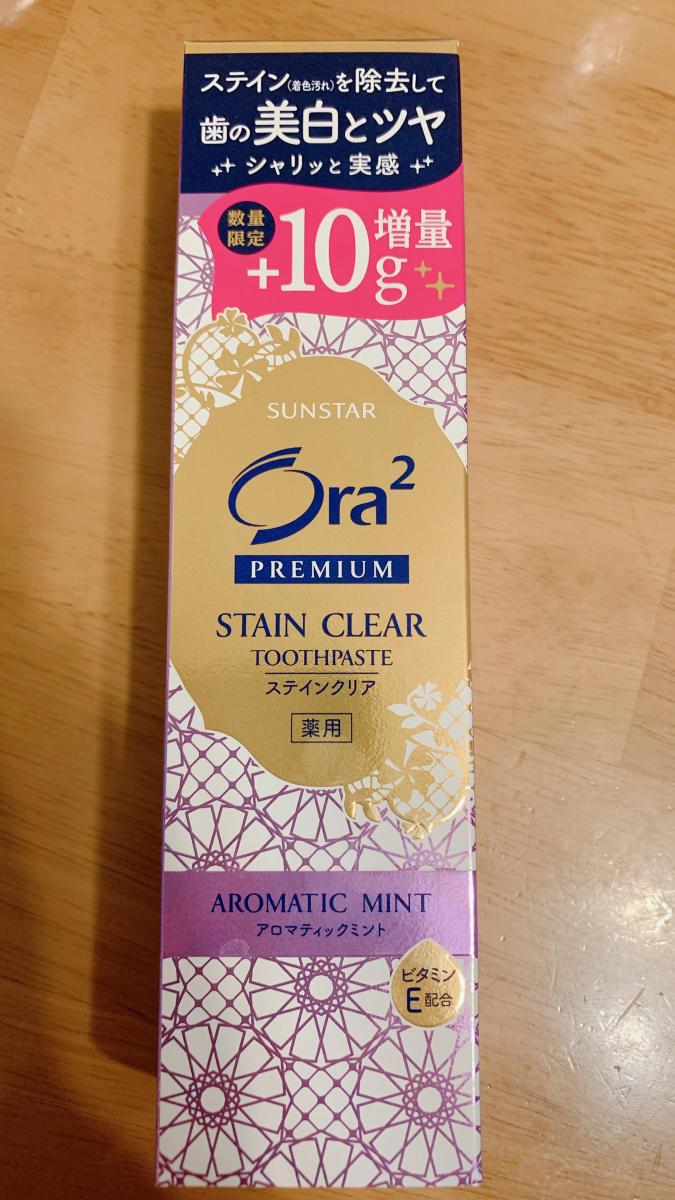 ステイン(着色汚れ)を除去して
歯の美白とツヤ
シャリッと実感
数量
限定
+10g
増量
SUNSTAR
Ora2
PREMIUM
STAIN CLEAR
TOOTHPASTE
ステインクリア
薬用
AROMATIC MINT
アロマティックミント
ビタミン
E配合